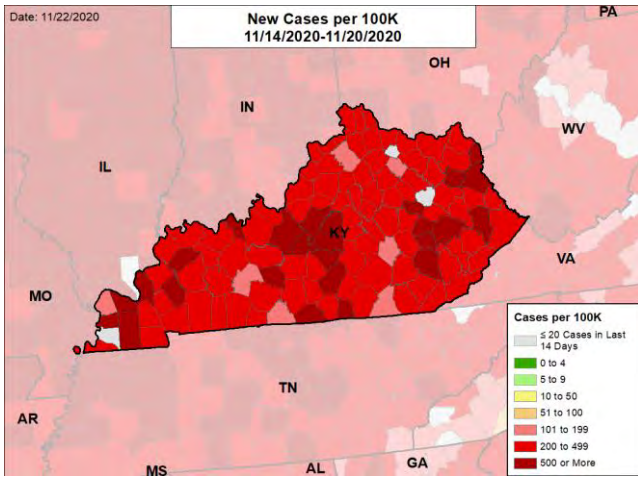 Date: 11/22/2020
New Cases per 100K
11/14/2020-11/20/2020
PA
OH
IN
WV
IL
KY
VA
MO
TN
AR
MS
AL
GA
Cases per 100K
≤ 20 Cases in Last
14 Days
0 to 4
5 to 9
10 to 50
51 to 100
101 to 199
200 to 499
500 or More